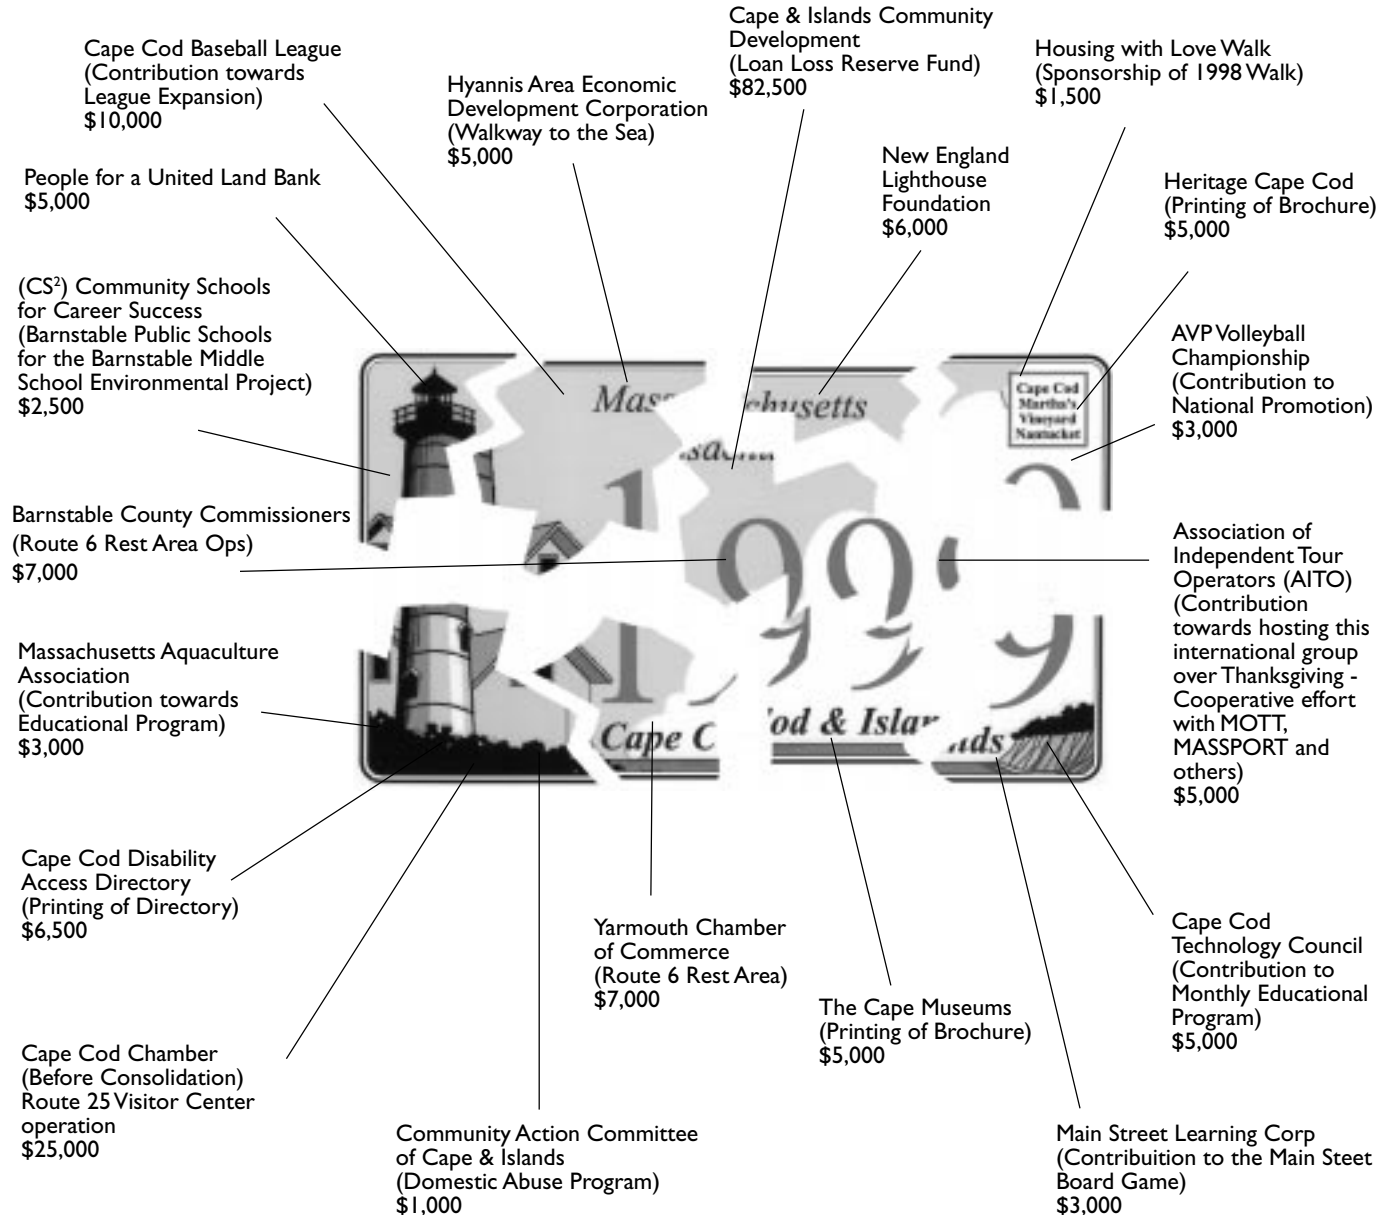 Cape Cod Baseball League
(Contribution towards
League Expansion)
$10,000
Hyannis Area Economic
Development Corporation
(Walkway to the Sea)
$5,000
Cape & Islands Community
Development
(Loan Loss Reserve Fund)
$82,500
Housing with Love Walk
(Sponsorship of 1998 Walk)
$1,500
People for a United Land Bank
$5,000
New England
Lighthouse
Foundation
$6,000
Heritage Cape Cod
(Printing of Brochure)
$5,000
(CS²) Community Schools
for Career Success
(Barnstable Public Schools
for the Barnstable Middle
School Environmental Project)
$2,500
AVP Volleyball
Championship
(Contribution to
National Promotion)
$3,000
Mass
chusetts
Cape Cod
Martha's
Vineyard
Nantucket
1 9 9 9
Cape C
od & Islan
nds
Barnstable County Commissioners
(Route 6 Rest Area Ops)
$7,000
Association of
Independent Tour
Operators (AITO)
(Contribution
towards hosting this
international group
over Thanksgiving -
Cooperative effort
with MOTT,
MASSPORT and
others)
$5,000
Massachusetts Aquaculture
Association
(Contribution towards
Educational Program)
$3,000
Cape Cod Disability
Access Directory
(Printing of Directory)
$6,500
Yarmouth Chamber
of Commerce
(Route 6 Rest Area)
$7,000
The Cape Museums
(Printing of Brochure)
$5,000
Cape Cod
Technology Council
(Contribution to
Monthly Educational
Program)
$5,000
Cape Cod Chamber
(Before Consolidation)
Route 25 Visitor Center
operation
$25,000
Community Action Committee
of Cape & Islands
(Domestic Abuse Program)
$1,000
Main Street Learning Corp
(Contribuition to the Main Steet
Board Game)
$3,000